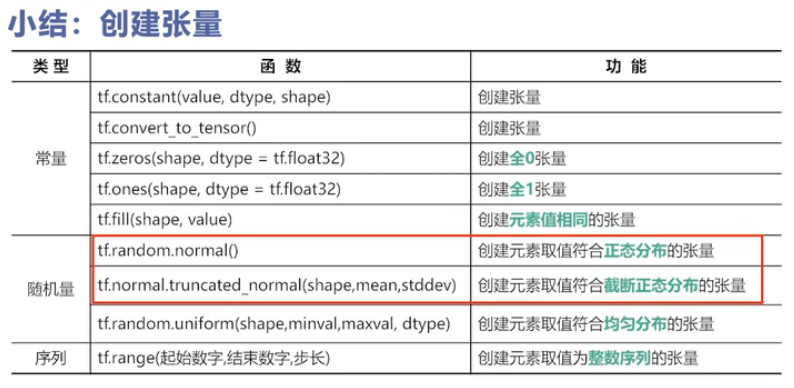 小结：创建张量
类 型 函 数 功 能
常量
tf.constant(value, dtype, shape) 创建张量
tf.convert_to_tensor() 创建张量
tf.zeros(shape, dtype = tf.float32) 创建全0张量
tf.ones(shape, dtype = tf.float32) 创建全1张量
tf.fill(shape, value) 创建元素值相同的张量
随机量
tf.random.normal() 创建元素取值符合正态分布的张量
tf.normal.truncated_normal(shape,mean,stddev) 创建元素取值符合截断正态分布的张量
tf.random.uniform(shape,minval,maxval, dtype) 创建元素取值符合均匀分布的张量
序列 tf.range(起始数字,结束数字,步长) 创建元素取值为整数序列的张量